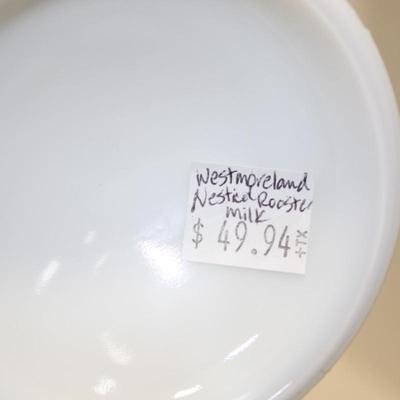 Westmoreland
Nested Rooster
milk
$ 49.94 +TX